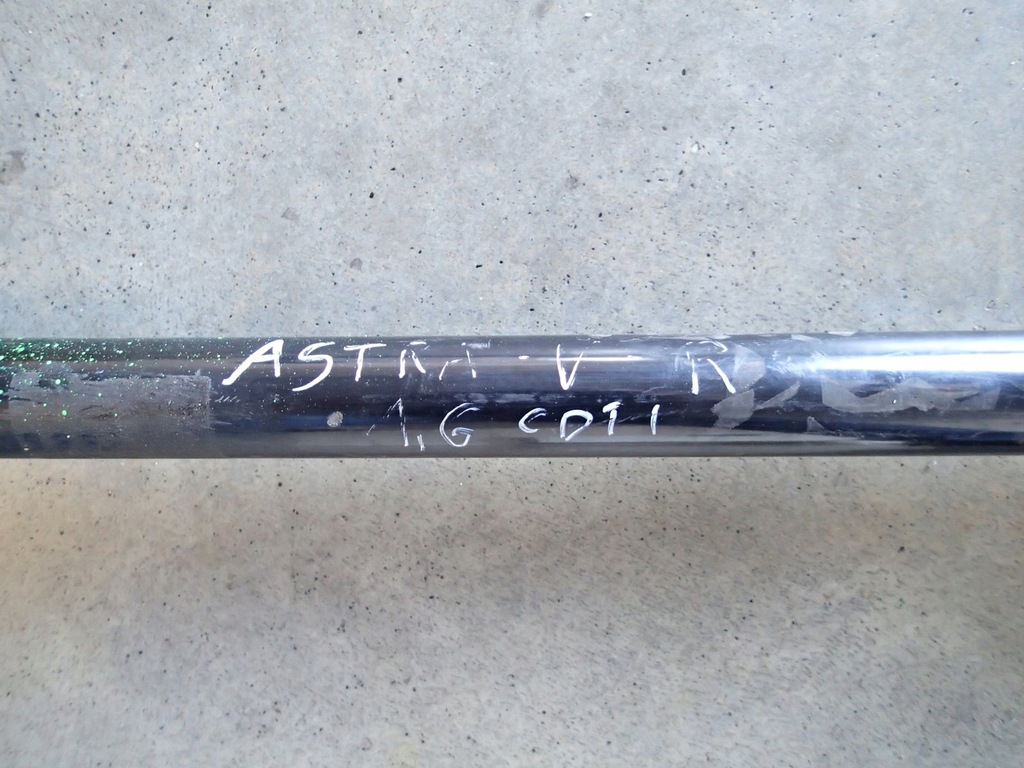 ASTRA V R
1,6 CDTI